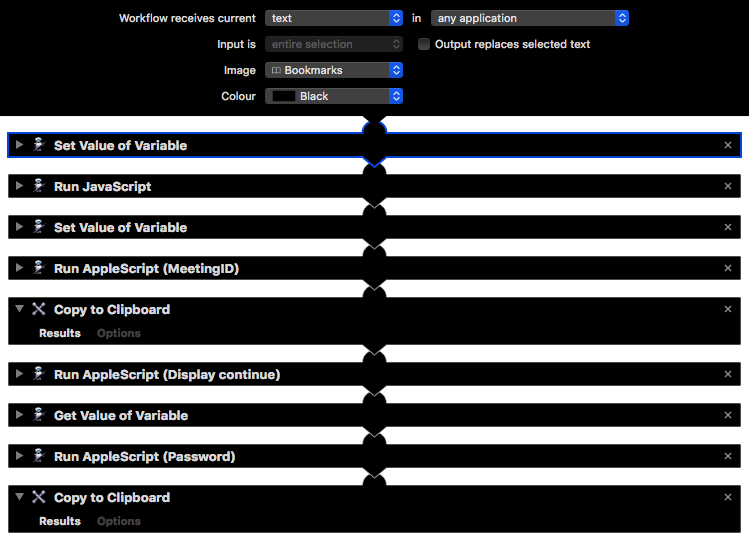 Workflow receives current text in any application
Input is entire selection Output replaces selected text
Image Bookmarks
Colour Black
Set Value of Variable
Run JavaScript
Set Value of Variable
Run AppleScript (MeetingID)
Copy to Clipboard
Results Options
Run AppleScript (Display continue)
Get Value of Variable
Run AppleScript (Password)
Copy to Clipboard
Results Options